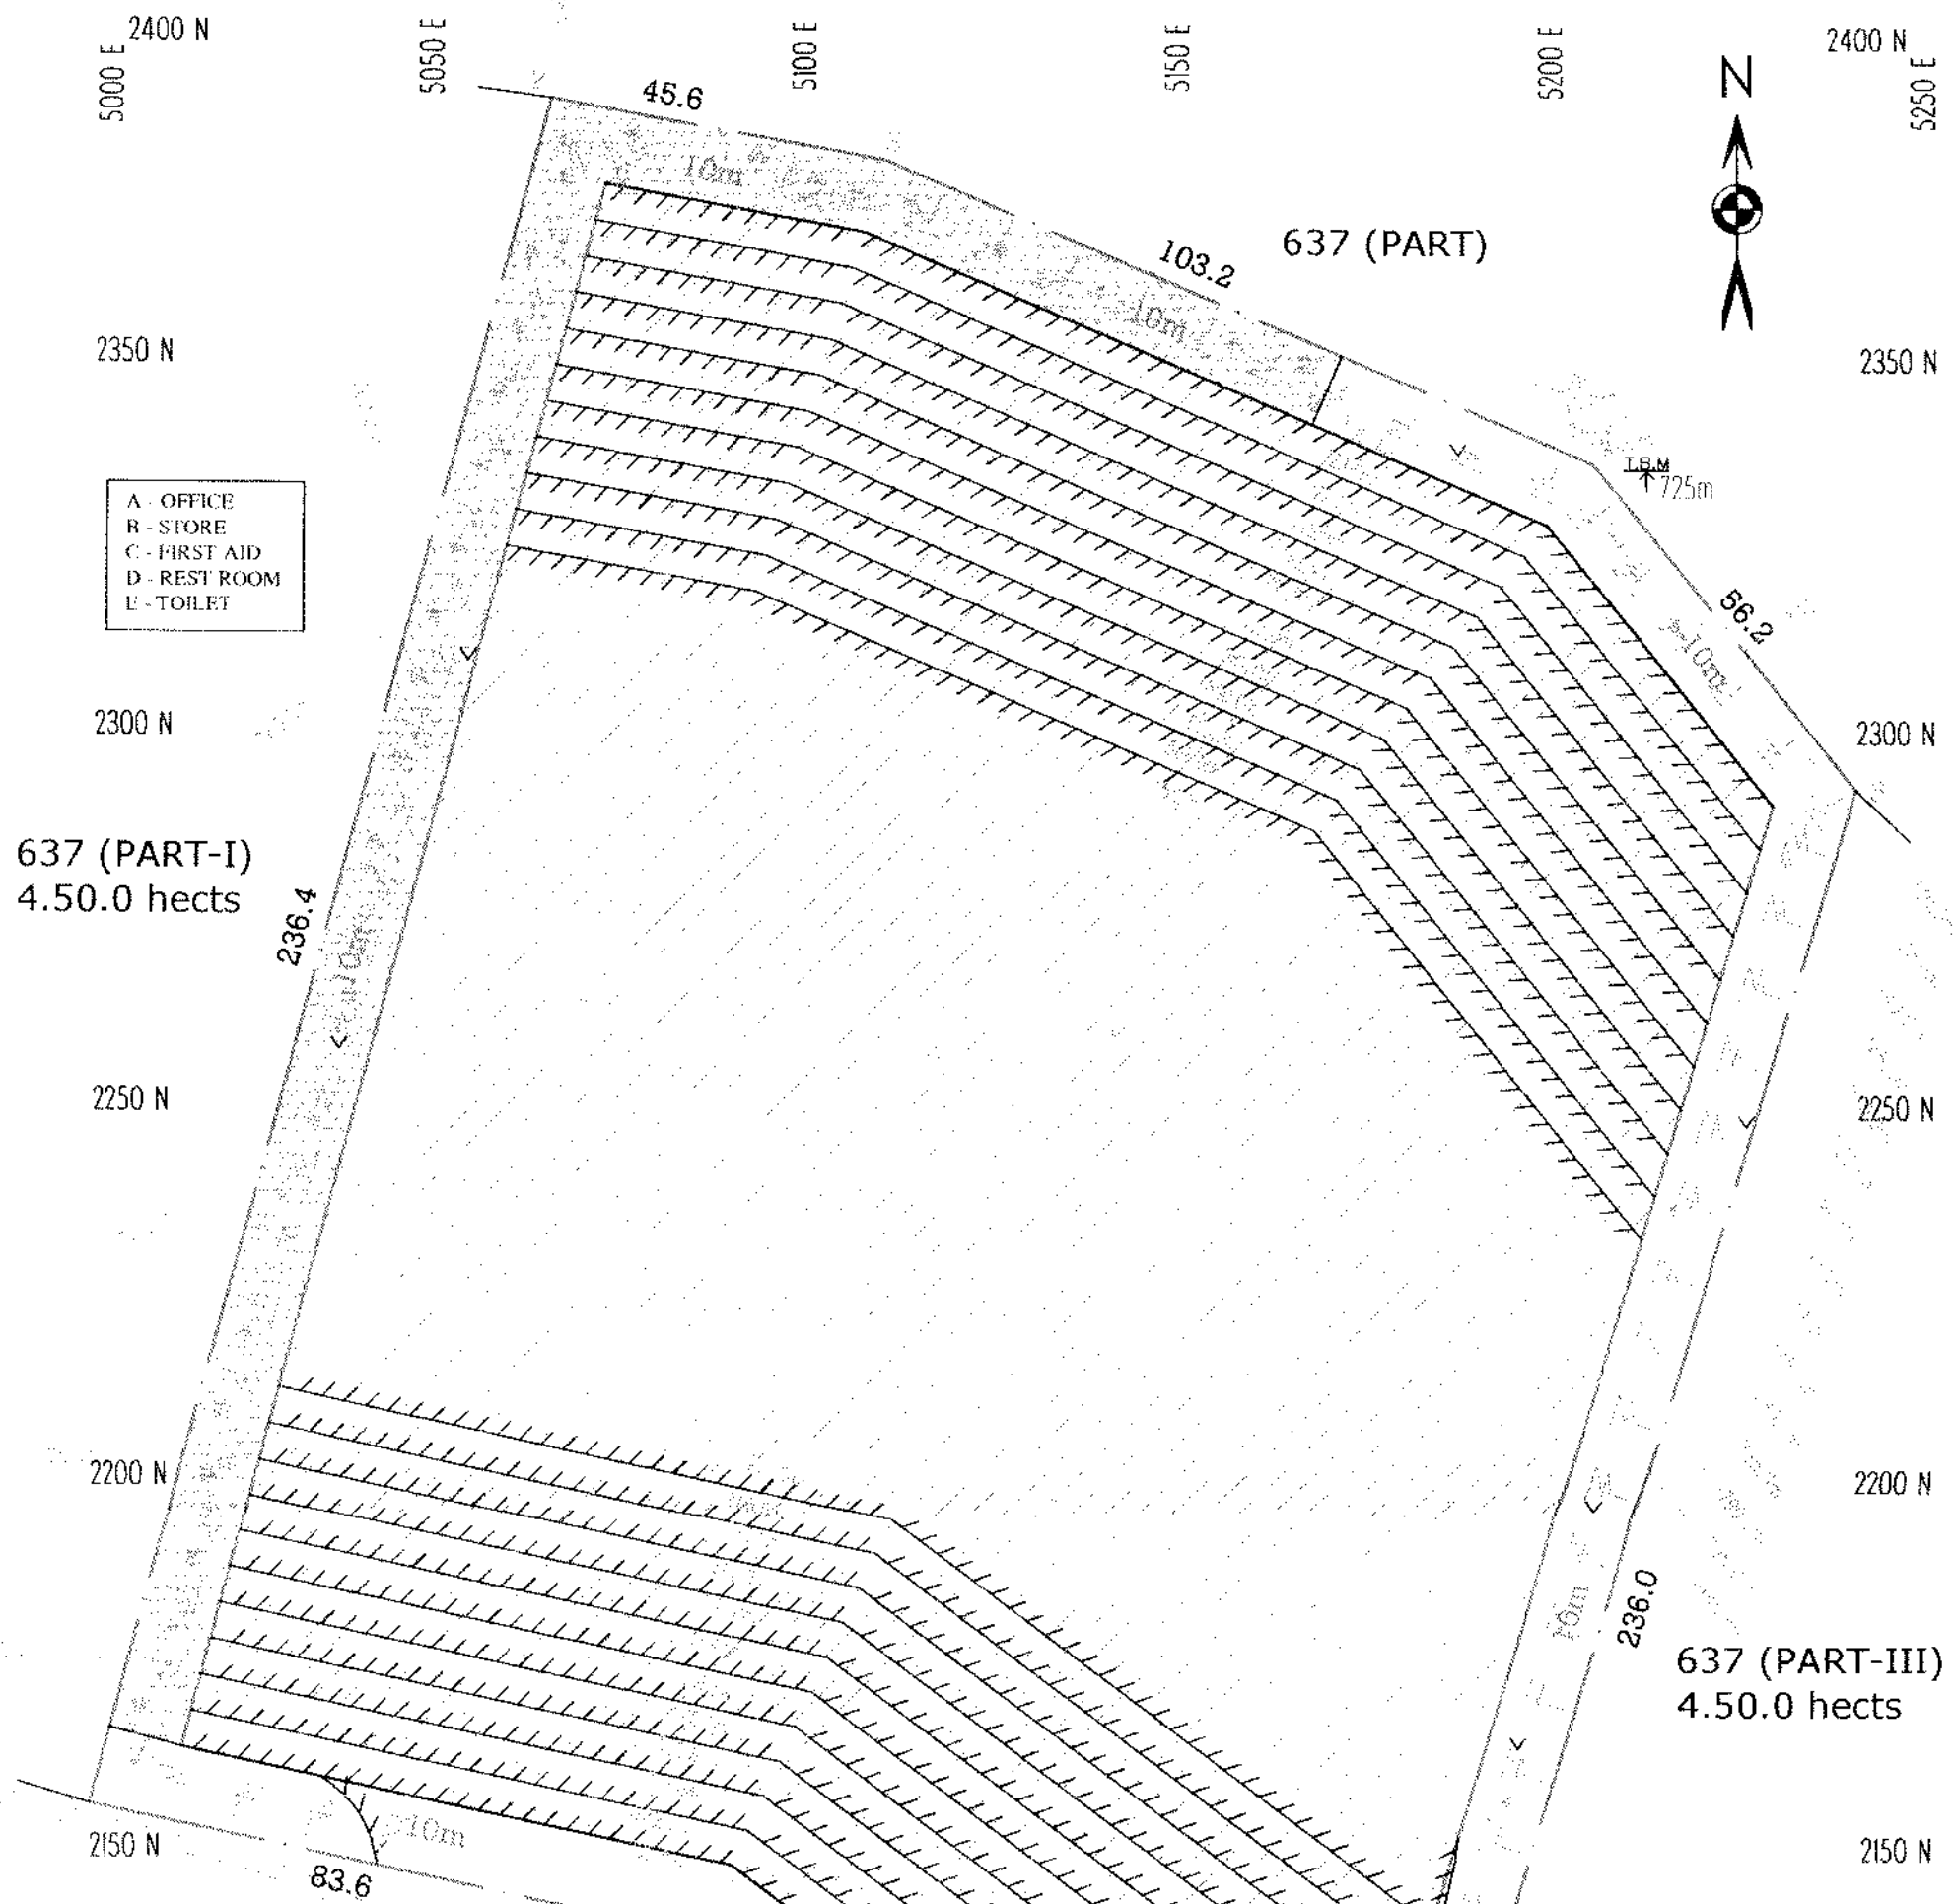 2400 N
5000 E
5050 E
5100 E
5150 E
5200 E
2400 N
5250 E
N
45.6
10m
103.2
637 (PART)
10m
2350 N
2350 N
T.B.M
725m
A - OFFICE
B - STORE
C - FIRST AID
D - REST ROOM
E - TOILET
56.2
10m
2300 N
2300 N
637 (PART-I)
4.50.0 hects
236.4
10m
2250 N
2250 N
2200 N
2200 N
10m
236.0
637 (PART-III)
4.50.0 hects
2150 N
10m
2150 N
83.6